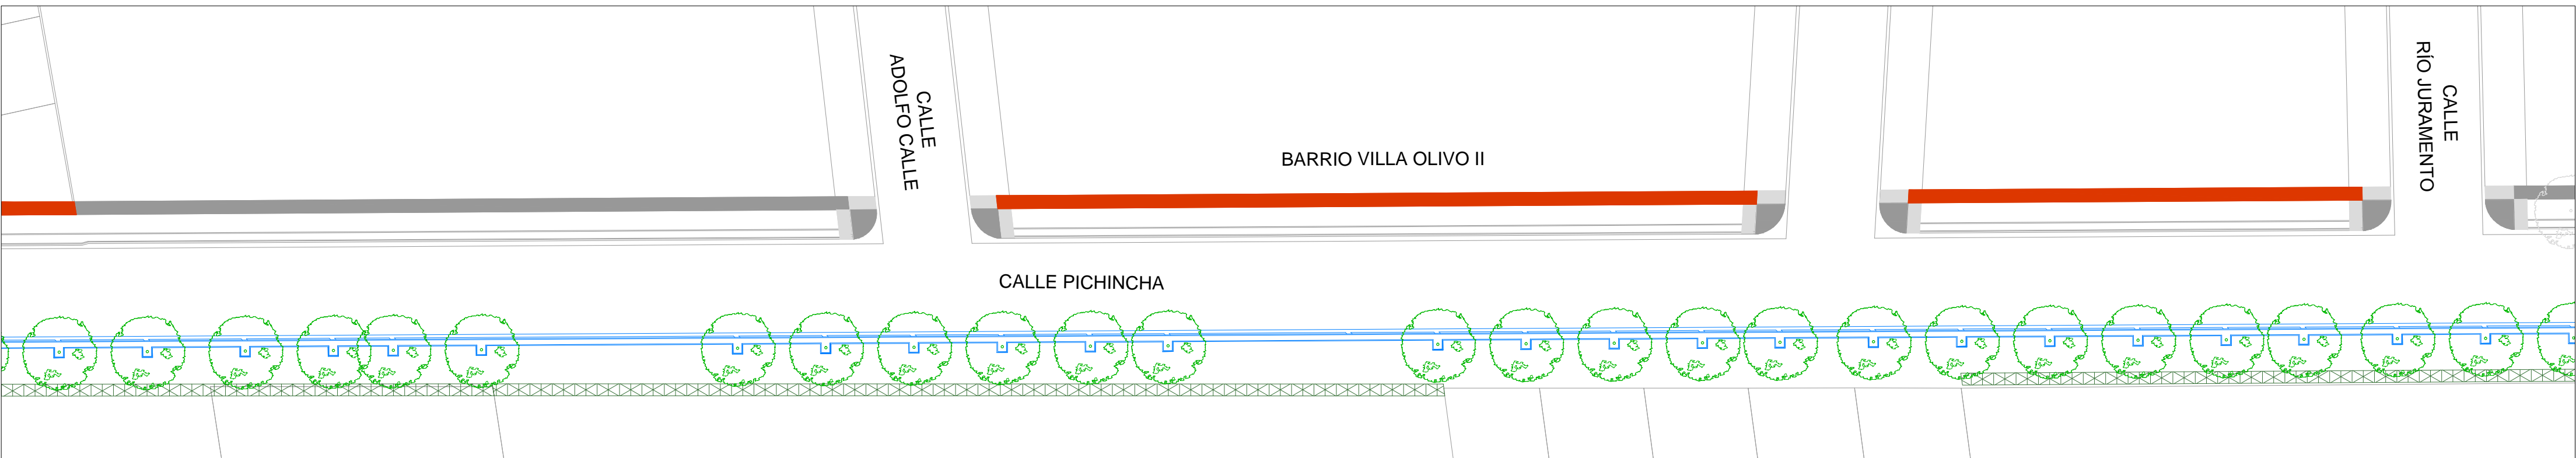 CALLE
ADOLFO CALLE
BARRIO VILLA OLIVO II
CALLE
RÍO JURAMENTO
CALLE PICHINCHA